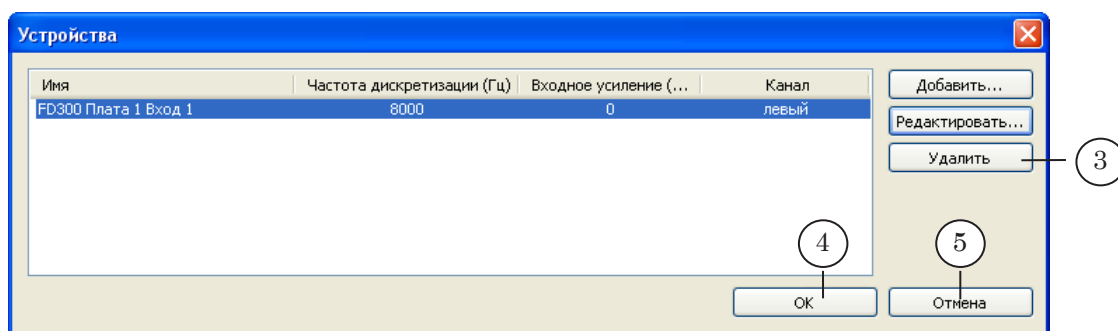 Устройства
Имя Частота дискретизации (Гц) Входное усиление (... Канал
FD300 Плата 1 Вход 1 8000 0 левый
Добавить...
Редактировать...
Удалить
3
4
5
OK
Отмена